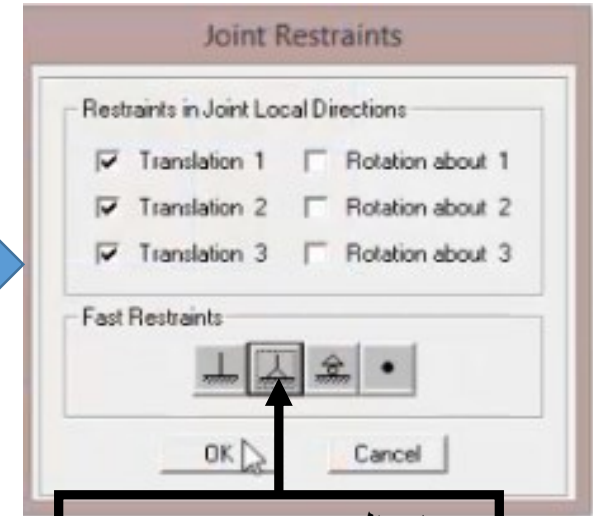 Joint Restraints
Restraints in Joint Local Directions
Translation 1 Rotation about 1
Translation 2 Rotation about 2
Translation 3 Rotation about 3
Fast Restraints
OK Cancel